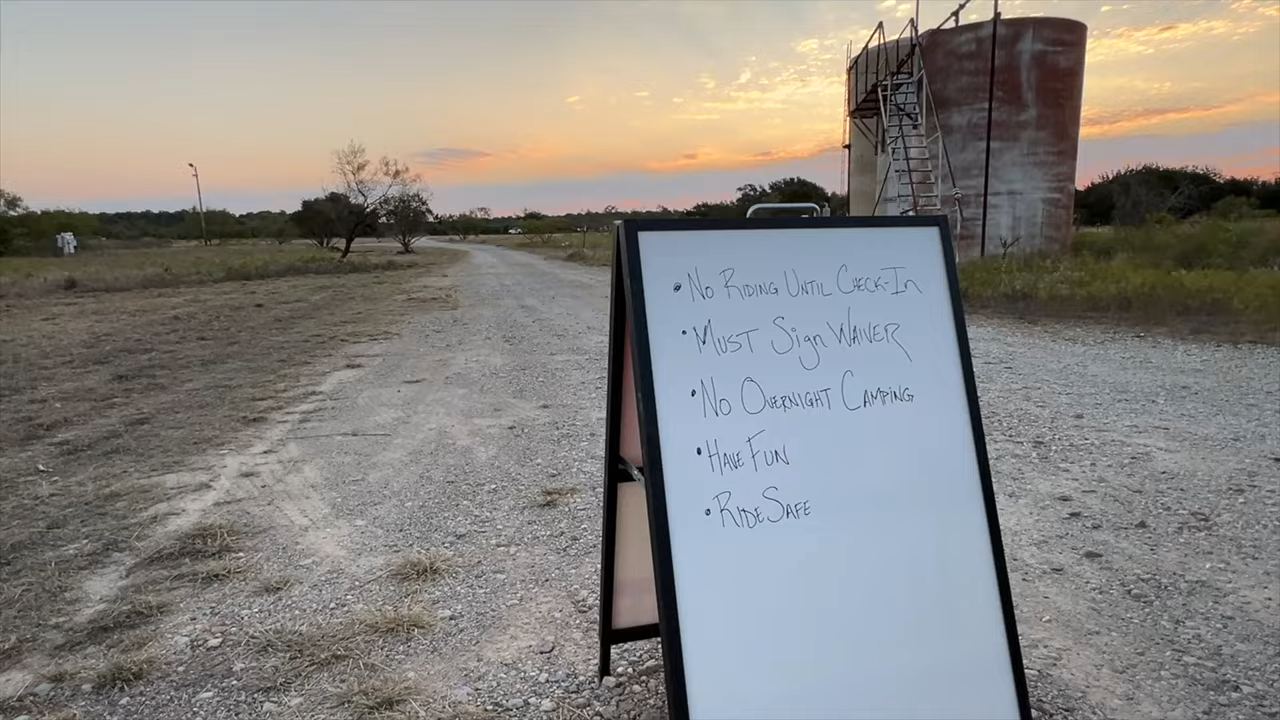 • No Riding Until Check-In
• Must Sign Waiver
• No Overnight Camping
• Have Fun
• Ride Safe